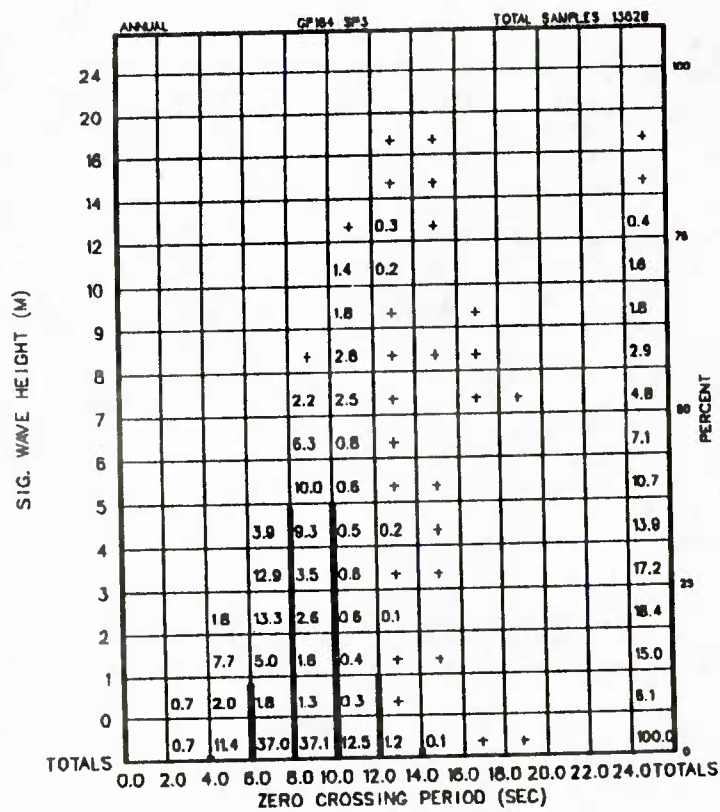 ANNUAL SP3 TOTAL SAMPLES
100
24
20
+ + +
16
+ + +
14
+ 0.3 + 0.4
12
75
1.4 0.2 1.6
10
1.8 + + 1.8
9
+ 2.8 + + + 2.9
8
2.2 2.5 + + + 4.8
7
50
6.3 0.8 + 7.1
6
10.0 0.6 + + 10.7
5
3.9 9.3 0.5 0.2 + 13.9
4
12.9 3.5 0.8 + + 17.2
3
25
1.8 13.3 2.6 0.6 0.1 18.4
2
7.7 5.0 1.8 0.4 + + 15.0
1
0.7 2.0 1.8 1.3 0.3 + 6.1
0
0.7 11.4 37.0 37.1 12.5 1.2 0.1 + + 100.0
0
TOTALS
0.0 2.0 4.0 6.0 8.0 10.0 12.0 14.0 16.0 18.0 20.0 22.0 24.0 TOTALS
ZERO CROSSING PERIOD (SEC)
SIG. WAVE HEIGHT (M)
PERCENT